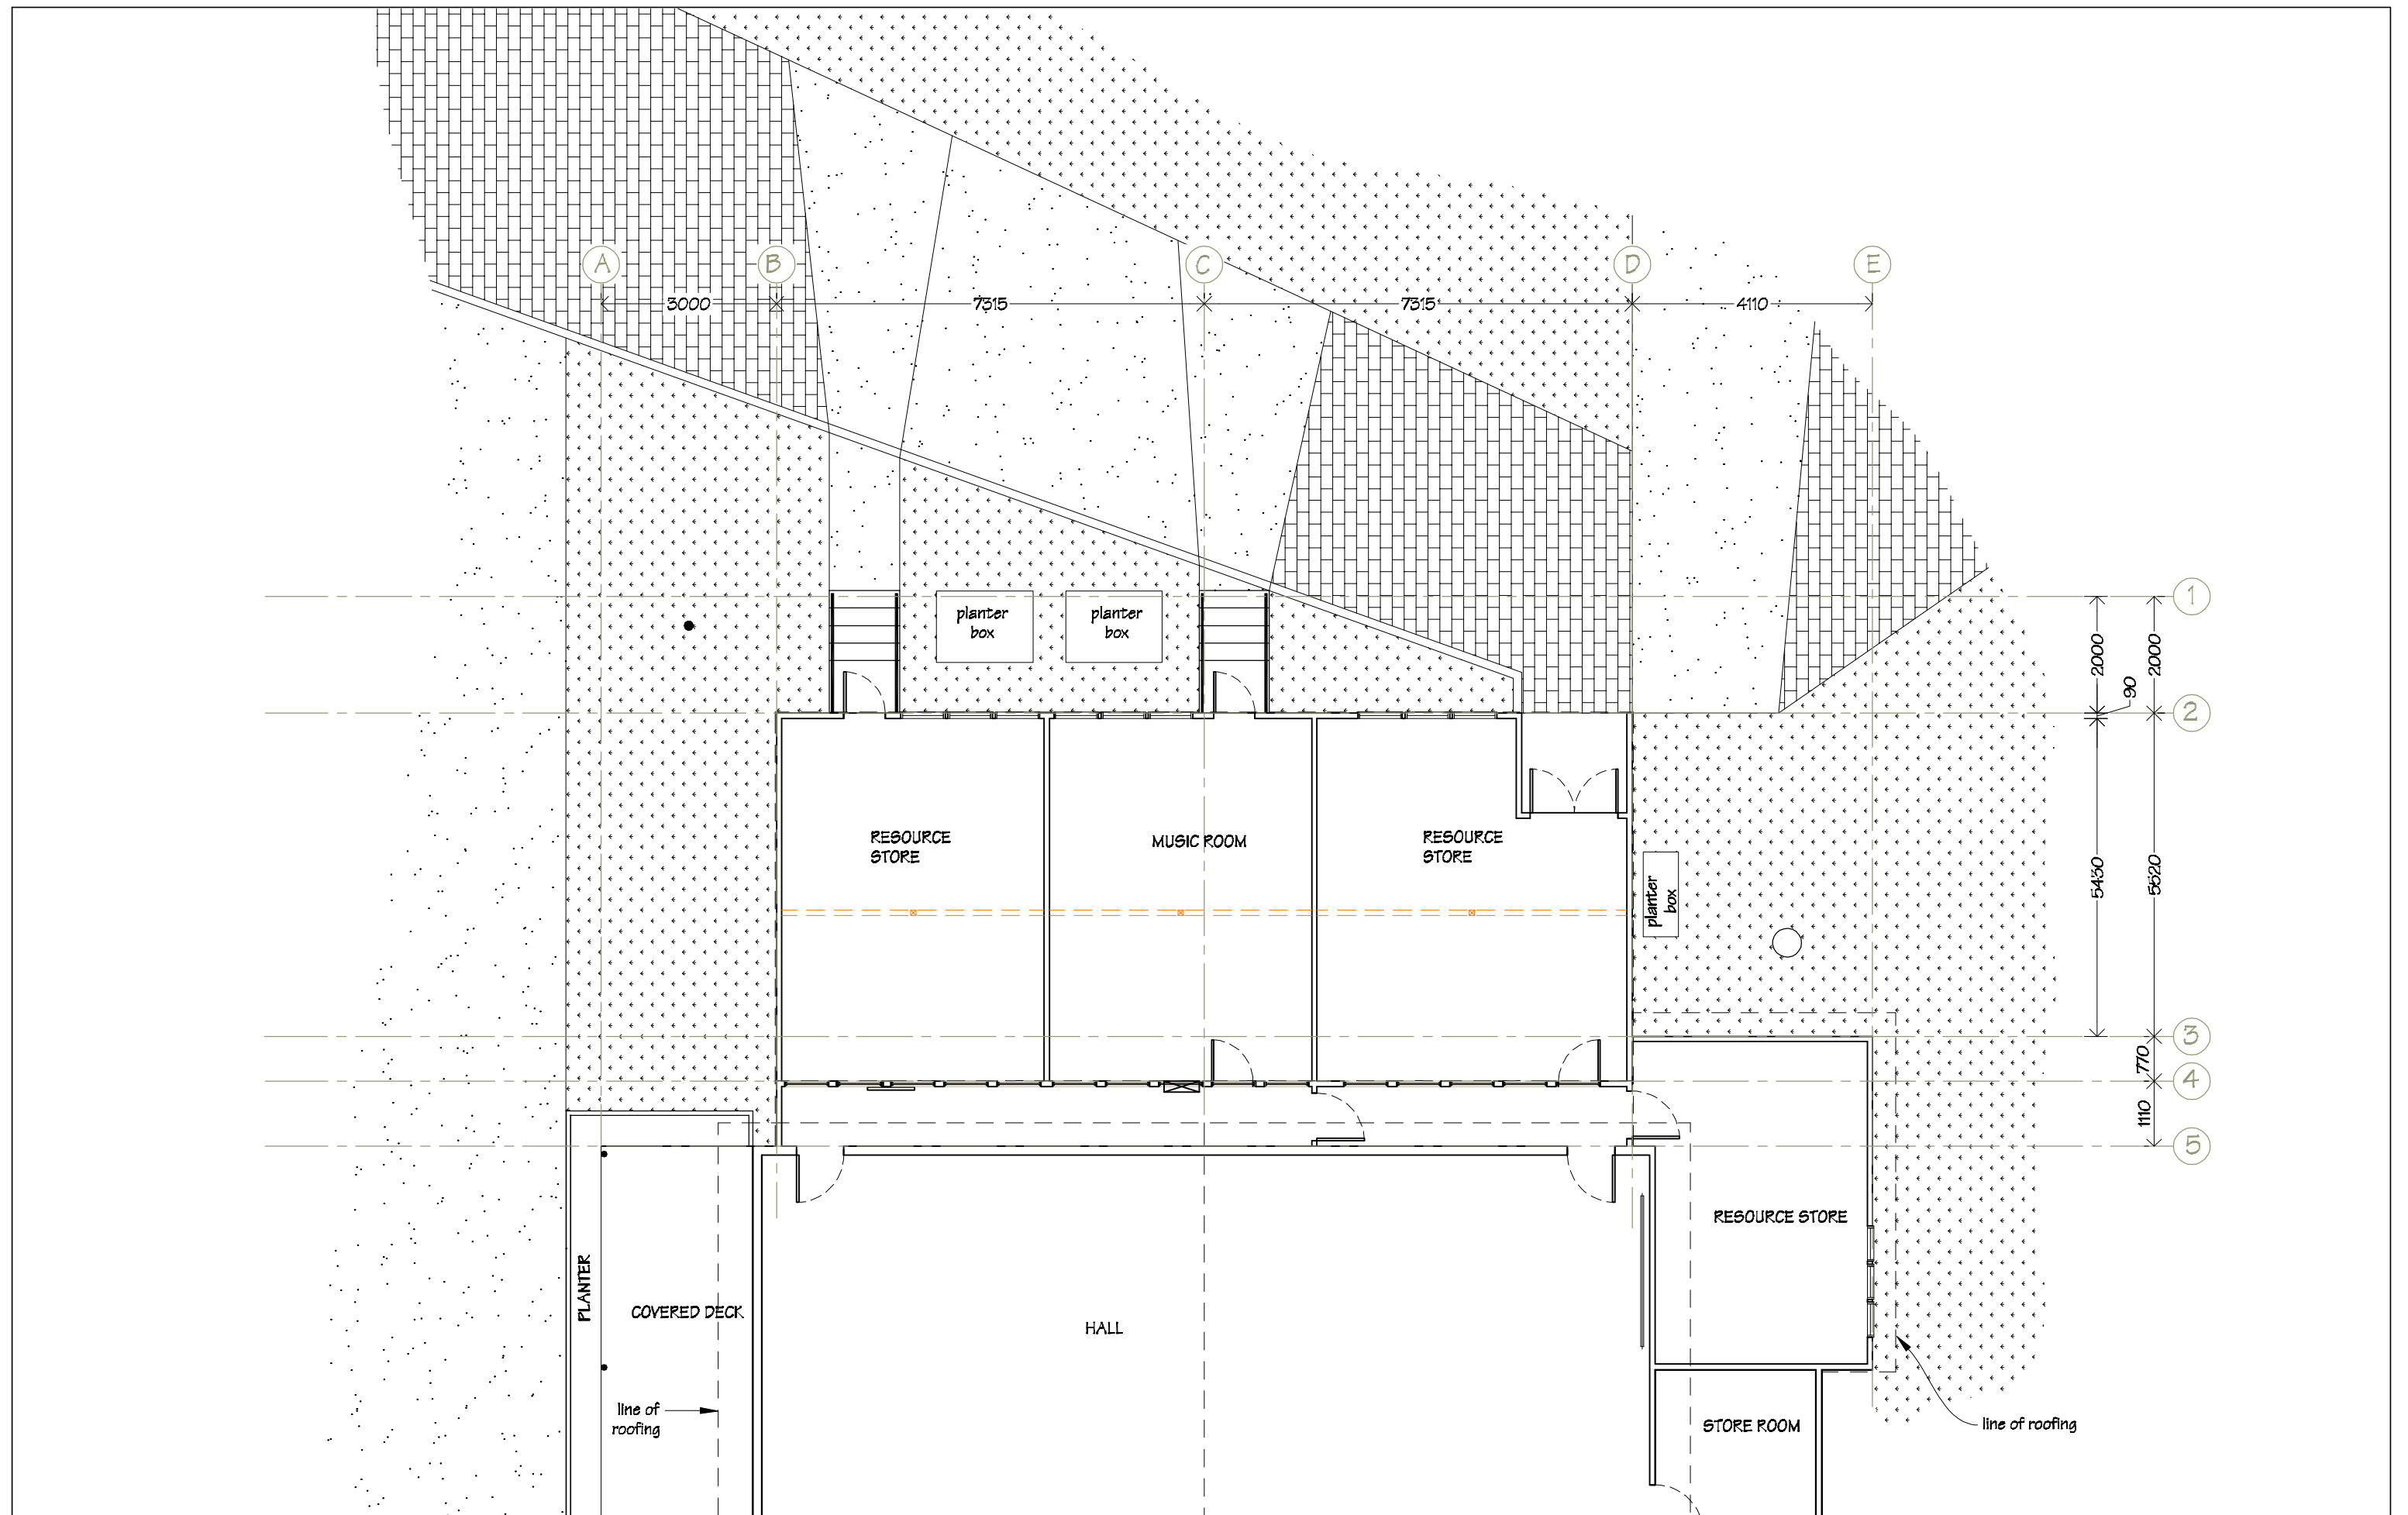 A
B
C
D
E
3000
7315
7315
4110
1
2000
2000
90
2
planter
box
planter
box
RESOURCE
STORE
MUSIC ROOM
RESOURCE
STORE
planter
box
5430
5520
3
770
4
1110
5
RESOURCE STORE
PLANTER
COVERED DECK
HALL
line of
roofing
STORE ROOM
line of roofing